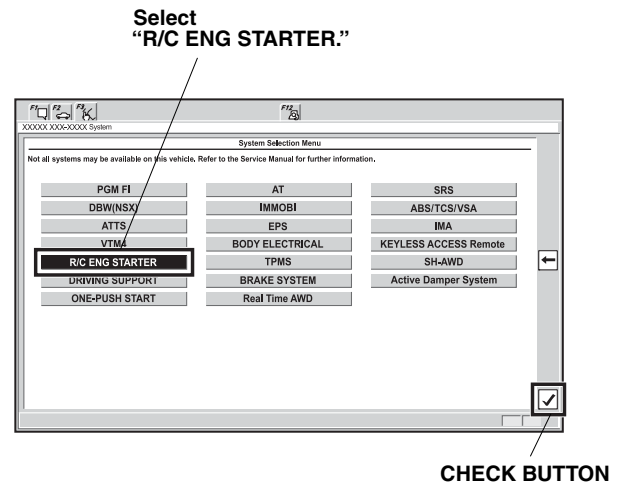 Select
“R/C ENG STARTER.”
F1 F2 F3 F12
XXXXX XXX-XXXX System
System Selection Menu
Not all systems may be available on this vehicle. Refer to the Service Manual for further information.
PGM FI AT SRS
DBW(NSX) IMMOBI ABS/TCS/VSA
ATTS EPS IMA
VTM4 BODY ELECTRICAL KEYLESS ACCESS Remote
R/C ENG STARTER TPMS SH-AWD
DRIVING SUPPORT BRAKE SYSTEM Active Damper System
ONE-PUSH START Real Time AWD
CHECK BUTTON